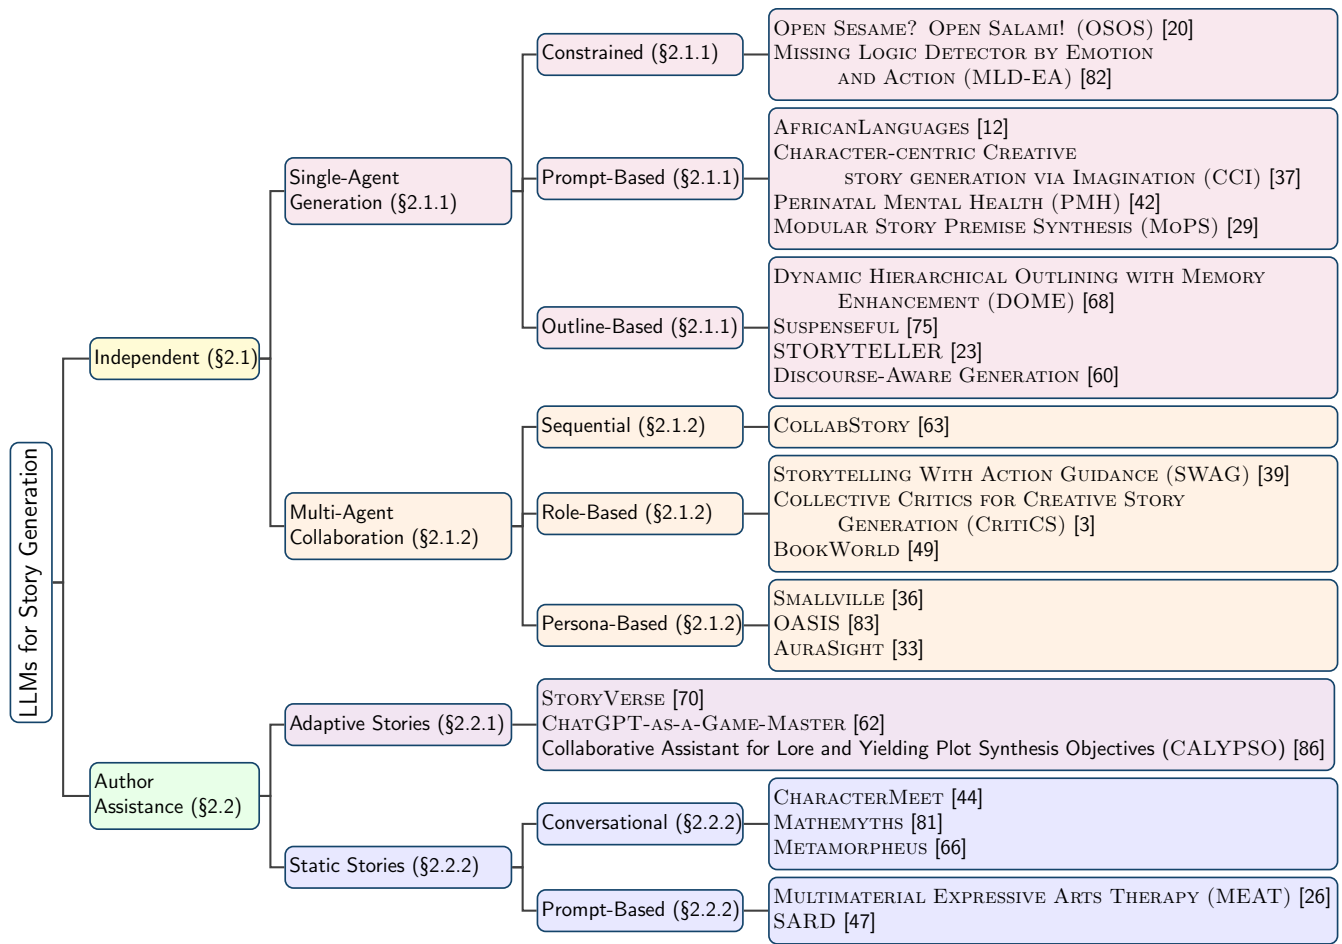 LLMs for Story Generation
Independent (§2.1)
Single-Agent
Generation (§2.1.1)
Constrained (§2.1.1)
Open Sesame? Open Salami! (OSOS) [20]
Missing Logic Detector by Emotion
and Action (MLD-EA) [82]
Prompt-Based (§2.1.1)
AfricanLanguages [12]
Character-centric Creative
story generation via Imagination (CCI) [37]
Perinatal Mental Health (PMH) [42]
Modular Story Premise Synthesis (MoPS) [29]
Outline-Based (§2.1.1)
Dynamic Hierarchical Outlining with Memory
Enhancement (DOME) [68]
Suspenseful [75]
STORYTELLER [23]
Discourse-Aware Generation [60]
Multi-Agent
Collaboration (§2.1.2)
Sequential (§2.1.2)
CollabStory [63]
Role-Based (§2.1.2)
Storytelling With Action Guidance (SWAG) [39]
Collective Critics for Creative Story
Generation (CritiCS) [3]
BookWorld [49]
Persona-Based (§2.1.2)
Smallville [36]
OASIS [83]
AuraSight [33]
Author
Assistance (§2.2)
Adaptive Stories (§2.2.1)
StoryVerse [70]
ChatGPT-as-a-Game-Master [62]
Collaborative Assistant for Lore and Yielding Plot Synthesis Objectives (CALYPSO) [86]
Static Stories (§2.2.2)
Conversational (§2.2.2)
CharacterMeet [44]
Mathemyths [81]
Metamorpheus [66]
Prompt-Based (§2.2.2)
Multimaterial Expressive Arts Therapy (MEAT) [26]
SARD [47]